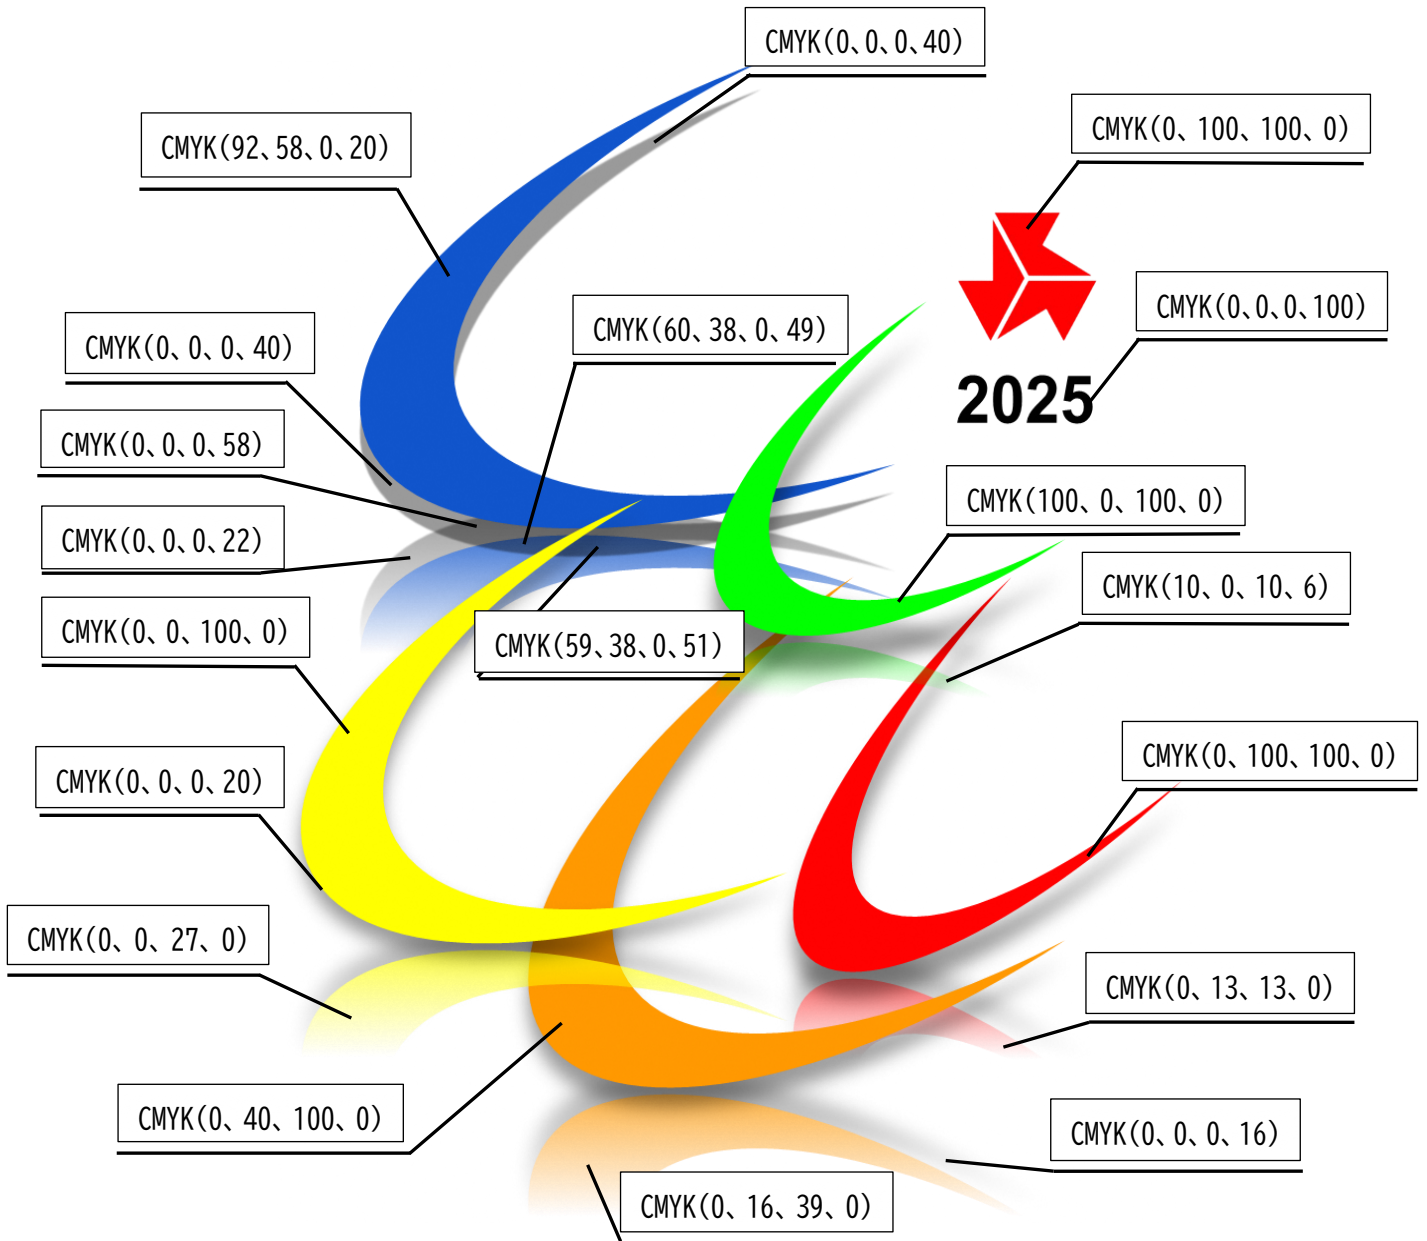 CMYK(0、0、0、40)
CMYK(0、100、100、0)
CMYK(92、58、0、20)
CMYK(0、0、0、100)
CMYK(60、38、0、49)
CMYK(0、0、0、40)
2025
CMYK(0、0、0、58)
CMYK(100、0、100、0)
CMYK(0、0、0、22)
CMYK(10、0、10、6)
CMYK(0、0、100、0)
CMYK(59、38、0、51)
CMYK(0、100、100、0)
CMYK(0、0、0、20)
CMYK(0、0、27、0)
CMYK(0、13、13、0)
CMYK(0、40、100、0)
CMYK(0、0、0、16)
CMYK(0、16、39、0)